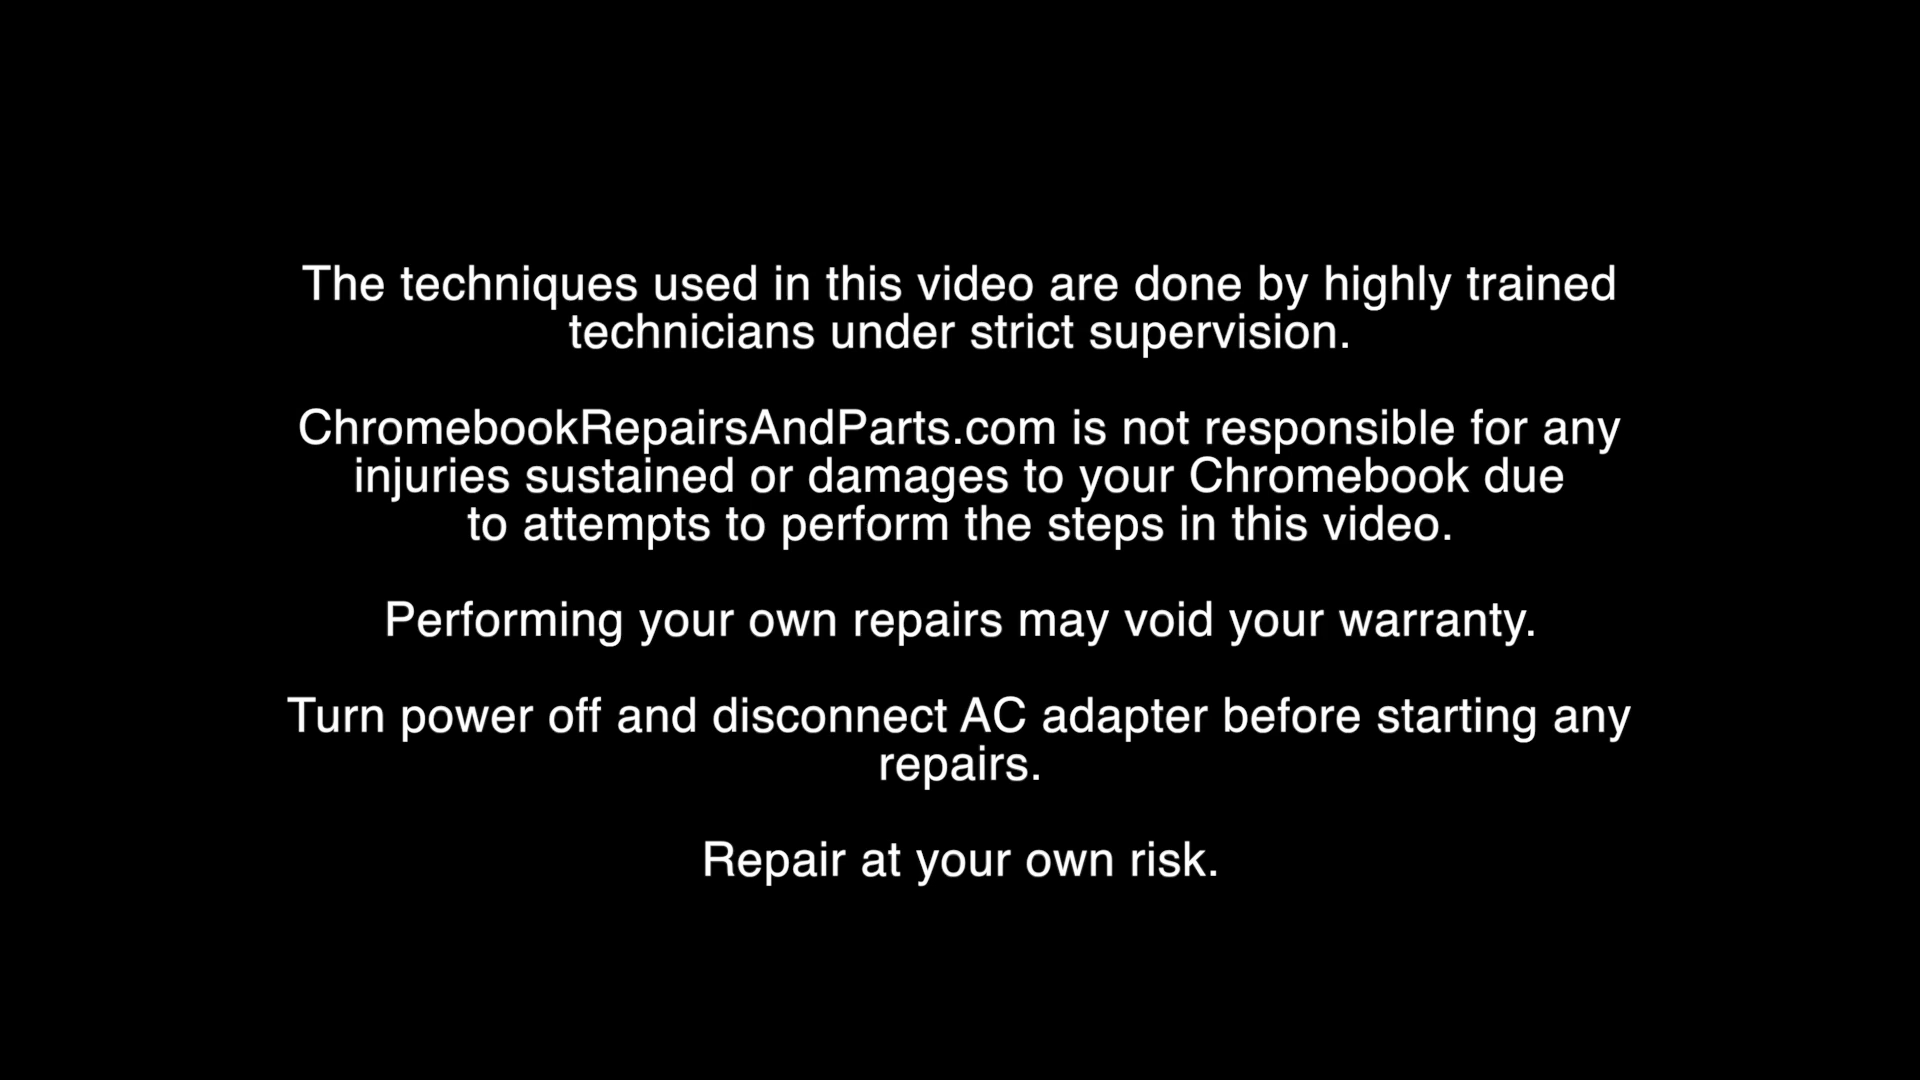 The techniques used in this video are done by highly trained
technicians under strict supervision.
ChromebookRepairsAndParts.com is not responsible for any
injuries sustained or damages to your Chromebook due
to attempts to perform the steps in this video.
Performing your own repairs may void your warranty.
Turn power off and disconnect AC adapter before starting any
repairs.
Repair at your own risk.